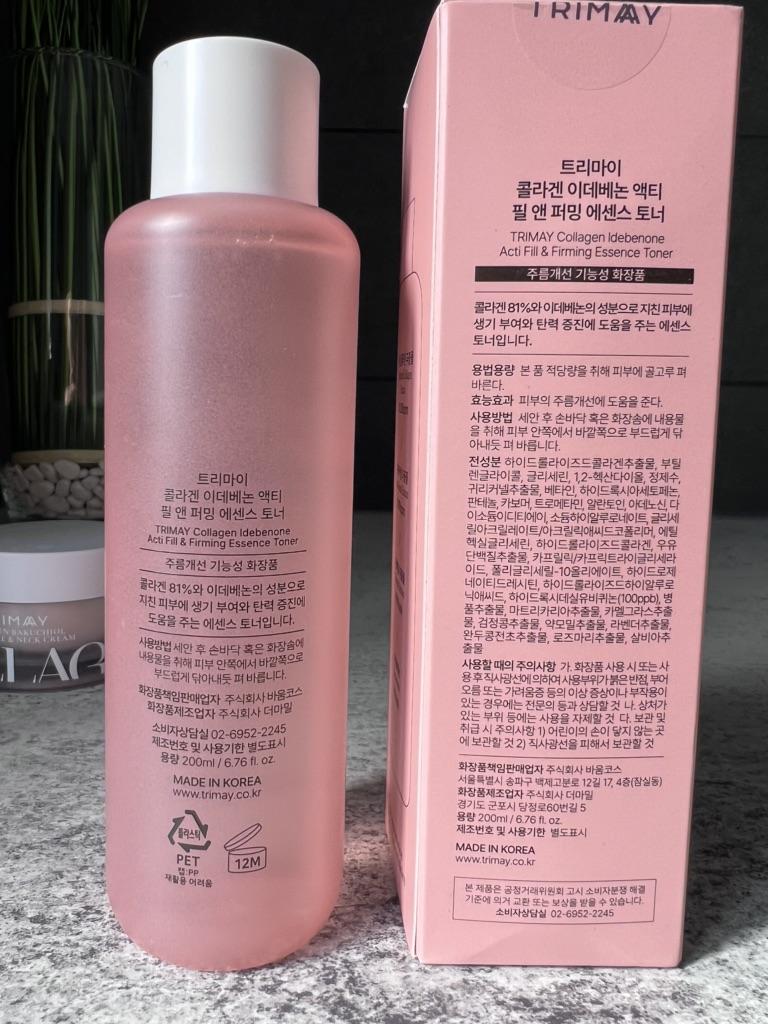 트리마이
콜라겐 이데베논 액티
필 앤 퍼밍 에센스 토너
TRIMAY Collagen Idebenone
Acti Fill & Firming Essence Toner
주름개선 기능성 화장품
콜라겐 81%와 이데베논의 성분으로
지친 피부에 생기 부여와 탄력 증진에
도움을 주는 에센스 토너입니다.
사용방법 세안 후 손바닥 혹은 화장솜에
내용물을 취해 피부 안쪽에서 바깥쪽으로
부드럽게 닦아내듯 펴 바릅니다.
화장품책임판매업자 주식회사 바움코스
화장품제조업자 주식회사 더마밀
소비자상담실 02-6952-2245
제조번호 및 사용기한 별도표시
용량 200ml / 6.76 fl. oz.
MADE IN KOREA
www.trimay.co.kr
플라스틱
PET
캡:PP
재활용 어려움
12M
TRIMAY
트리마이
콜라겐 이데베논 액티
필 앤 퍼밍 에센스 토너
TRIMAY Collagen Idebenone
Acti Fill & Firming Essence Toner
주름개선 기능성 화장품
콜라겐 81%와 이데베논의 성분으로 지친 피부에
생기 부여와 탄력 증진에 도움을 주는 에센스
토너입니다.
용법용량 본 품 적당량을 취해 피부에 골고루 펴
바른다.
효능효과 피부의 주름개선에 도움을 준다.
사용방법 세안 후 손바닥 혹은 화장솜에 내용물
을 취해 피부 안쪽에서 바깥쪽으로 부드럽게 닦
아내듯 펴 바릅니다.
전성분 하이드롤라이즈드콜라겐추출물, 부틸
렌글라이콜, 글리세린, 1,2-헥산다이올, 정제수,
귀리커넬추출물, 베타인, 하이드록시아세토페논,
판테놀, 카보머, 트로메타민, 알란토인, 아데노신, 다
이소듐이디티에이, 소듐하이알루로네이트, 글리세
릴아크릴레이트/아크릴릭애씨드코폴리머, 에틸
헥실글리세린, 하이드롤라이즈드콜라겐, 우유
단백질추출물, 카프릴릭/카프릭트라이글리세라
이드, 폴리글리세릴-10올리에이트, 하이드로제
네이티드레시틴, 하이드롤라이즈드하이알루로
닉애씨드, 하이드록시데실유비퀴논(100ppb), 병
풀추출물, 마트리카리아추출물, 카멜그라스추출
물, 검정콩추출물, 약모밀추출물, 라벤더추출물,
완두콩전초추출물, 로즈마리추출물, 살비아추
출물
사용할 때의 주의사항 가. 화장품 사용 시 또는 사
용 후 직사광선에 의하여 사용부위가 붉은 반점, 부어
오름 또는 가려움증 등의 이상 증상이나 부작용이
있는 경우에는 전문의 등과 상담할 것 나. 상처가
있는 부위 등에는 사용을 자제할 것 다. 보관 및
취급 시 주의사항 1) 어린이의 손이 닿지 않는 곳
에 보관할 것 2) 직사광선을 피해서 보관할 것
화장품책임판매업자 주식회사 바움코스
서울특별시 송파구 백제고분로 12길 17, 4층(잠실동)
화장품제조업자 주식회사 더마밀
경기도 군포시 당정로60번길 5
용량 200ml / 6.76 fl. oz.
제조번호 및 사용기한 별도표시
MADE IN KOREA
www.trimay.co.kr
본 제품은 공정거래위원회 고시 소비자분쟁 해결
기준에 의거 교환 또는 보상을 받을 수 있습니다.
소비자상담실 02-6952-2245
BAKUCHIOL
& NECK CREAM